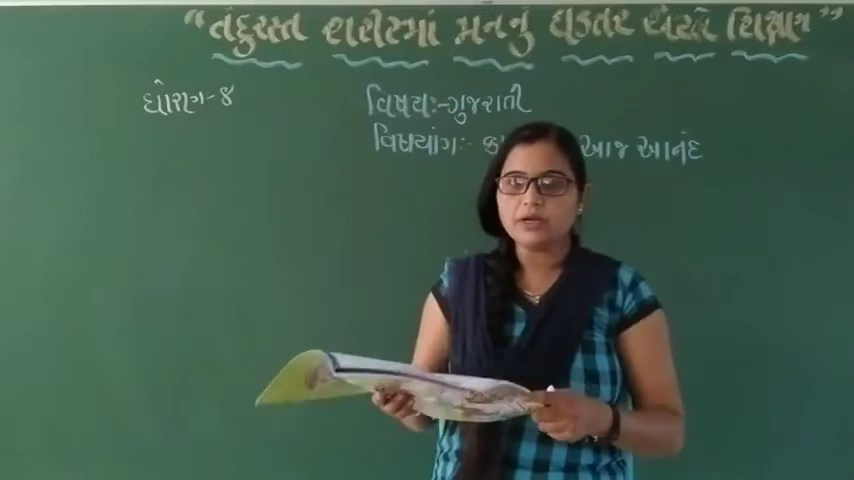 "તંદુરસ્ત શરીરમાં મનનું ઘડતર એટલે શિક્ષણ"
ધોરણ-૪
વિષય:-ગુજરાતી
વિષયાંગ:- આજ આનંદ